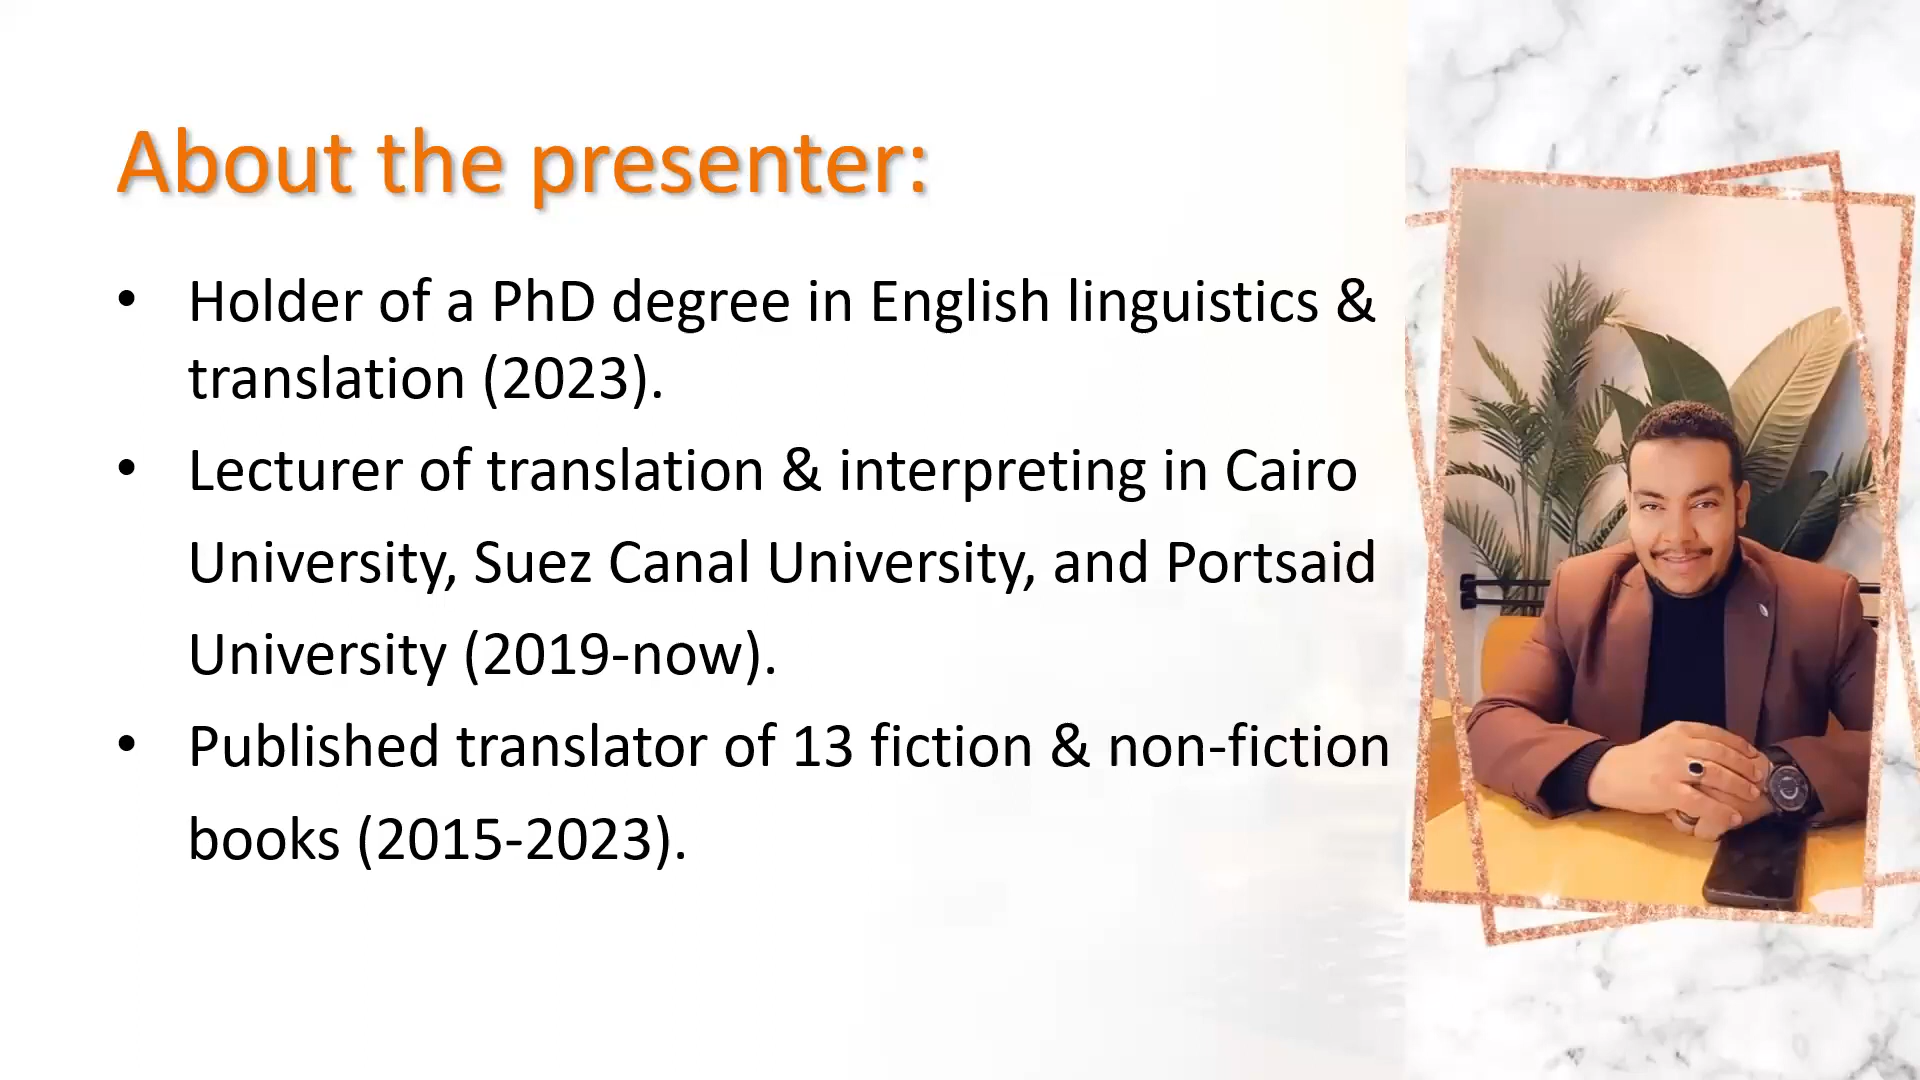 About the presenter:
• Holder of a PhD degree in English linguistics &
translation (2023).
• Lecturer of translation & interpreting in Cairo
University, Suez Canal University, and Portsaid
University (2019-now).
• Published translator of 13 fiction & non-fiction
books (2015-2023).